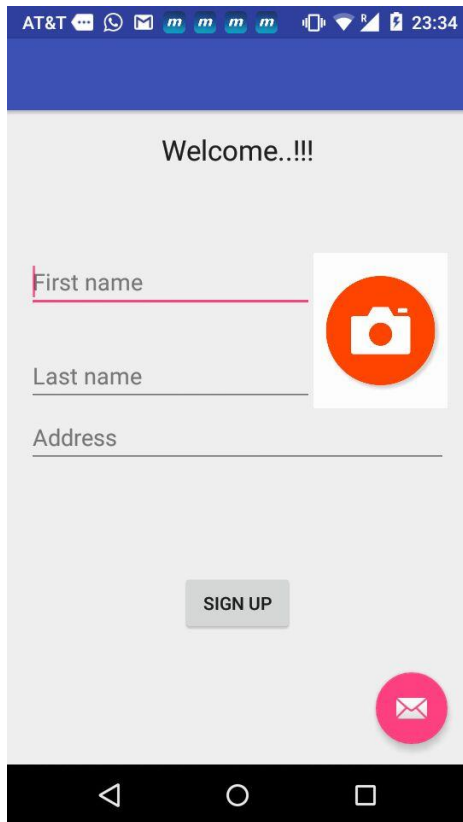 AT&T m m m m R 23:34
Welcome..!!!
First name
Last name
Address
SIGN UP